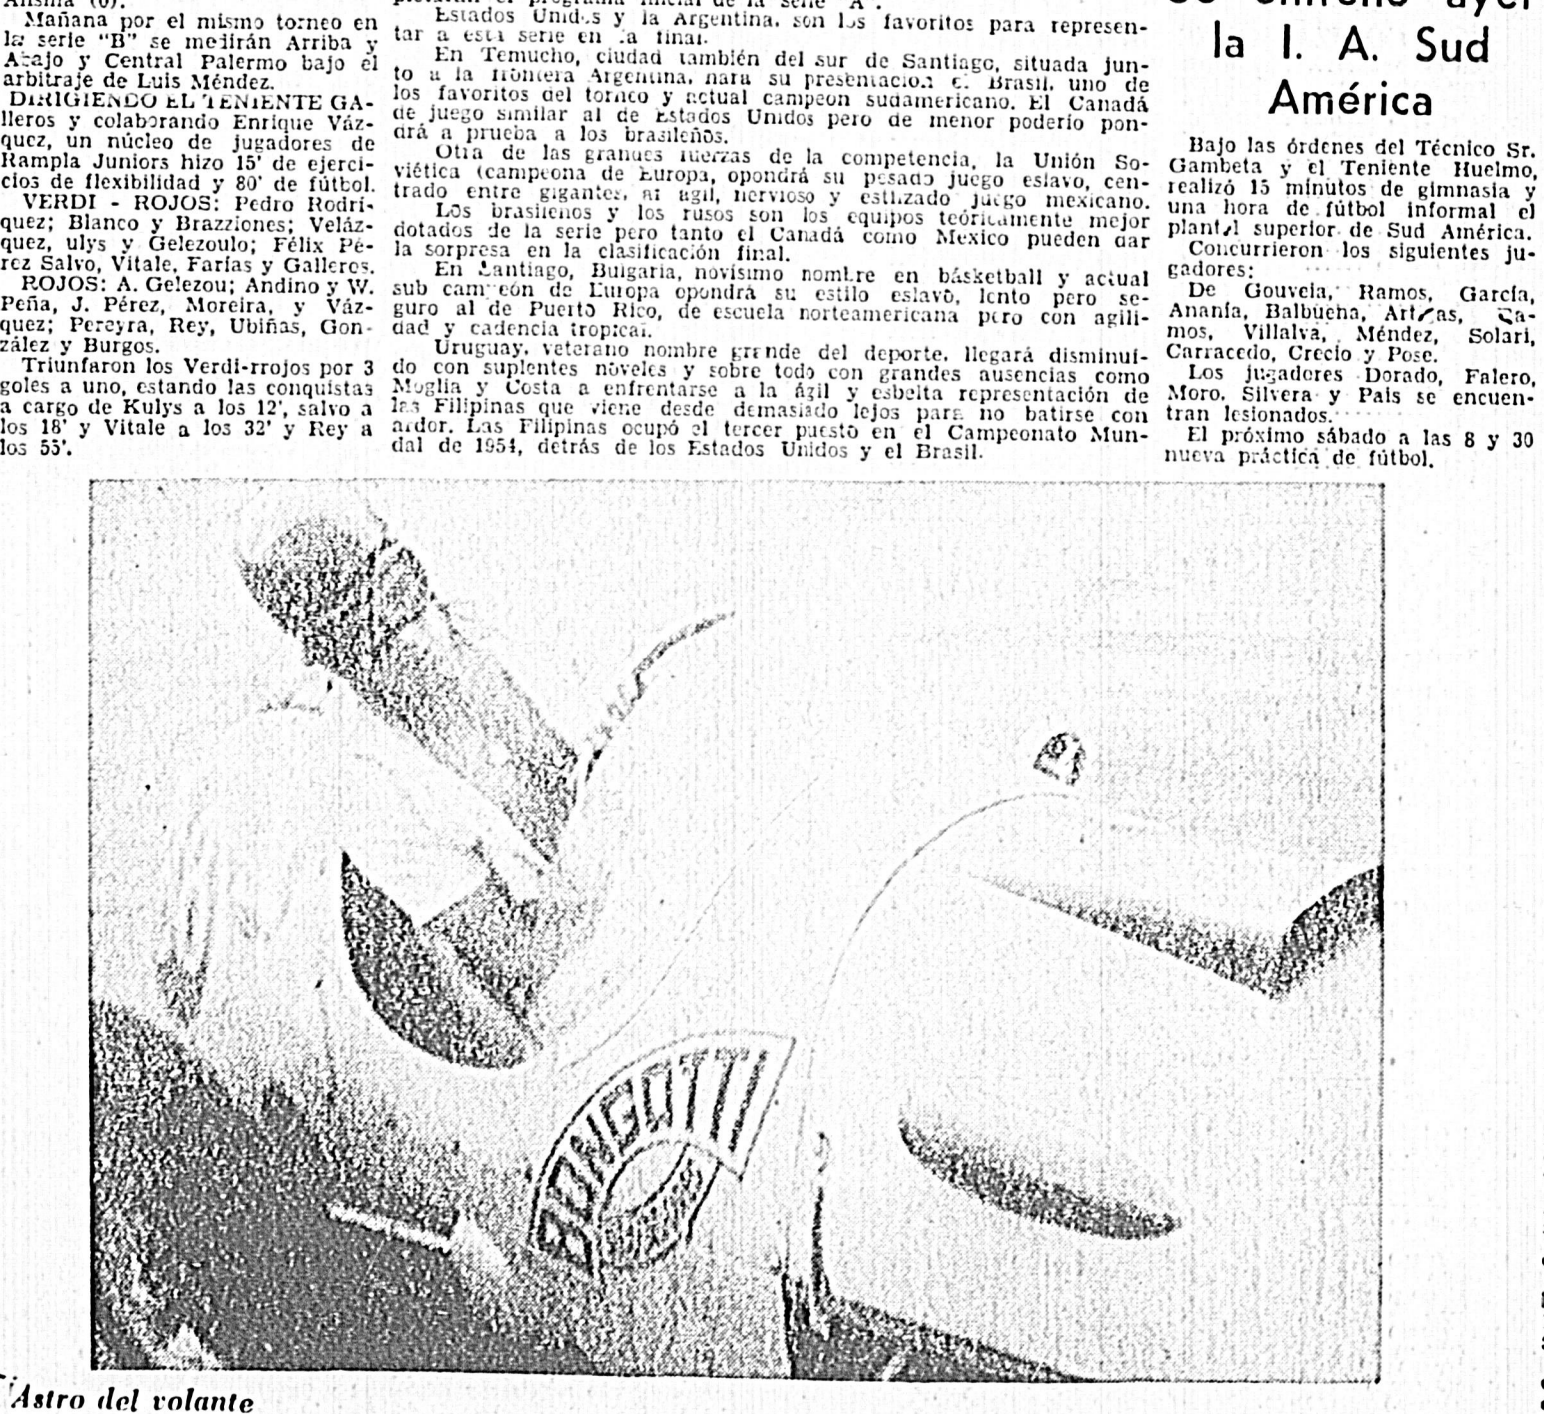 Mañana por el mismo torneo en
la serie "B" se medirán Arriba y
Abajo y Central Palermo bajo el
arbitraje de Luis Méndez.
DIRIGIENDO EL TENIENTE GA-
lleros y colaborando Enrique Váz-
quez, un núcleo de jugadores de
Rampla Juniors hizo 15' de ejerci-
cios de flexibilidad y 80' de fútbol.
VERDI - ROJOS: Pedro Rodrí-
quez; Blanco y Brazziones; Veláz-
quez, ulys y Gelezoulo; Félix Pé-
rez Salvo, Vitale, Farías y Galleros.
ROJOS: A. Gelezou; Andino y W.
Peña, J. Pérez, Moreira, y Váz-
quez; Pereyra, Rey, Ubiñas, Gon-
zález y Burgos.
Triunfaron los Verdi-rrojos por 3
goles a uno, estando las conquistas
a cargo de Kulys a los 12', salvo a
los 18' y Vitale a los 32' y Rey a
los 55'.
Estados Unidos y la Argentina, son los favoritos para represen-
tar a esta serie en la final.
En Temucho, ciudad también del sur de Santiago, situada jun-
to a la frontera Argentina, hará su presentación el Brasil, uno de
los favoritos del torneo y actual campeón sudamericano. El Canadá
de juego similar al de Estados Unidos pero de menor poderío pon-
drá a prueba a los brasileños.
Otra de las grandes fuerzas de la competencia, la Unión So-
viética (campeona de Europa, opondrá su pesado juego eslavo, cen-
trado entre gigantes, al ágil, nervioso y estilizado juego mexicano.
Los brasileños y los rusos son los equipos teóricamente mejor
dotados de la serie pero tanto el Canadá como Mexico pueden dar
la sorpresa en la clasificación final.
En Santiago, Bulgaria, novísimo nombre en básketball y actual
sub campeón de Europa opondrá su estilo eslavo, lento pero se-
guro al de Puerto Rico, de escuela norteamericana pero con agili-
dad y cadencia tropical.
Uruguay, veterano nombre grande del deporte, llegará disminuí-
do con suplentes nóveles y sobre todo con grandes ausencias como
Moglia y Costa a enfrentarse a la ágil y esbelta representación de
las Filipinas que viene desde demasiado lejos para no batirse con
ardor. Las Filipinas ocupó el tercer puesto en el Campeonato Mun-
dal de 1954, detrás de los Estados Unidos y el Brasil.
la I. A. Sud
América
Bajo las órdenes del Técnico Sr.
Gambeta y el Teniente Huelmo,
realizó 15 minutos de gimnasia y
una hora de fútbol informal el
plantel superior de Sud América.
Concurrieron los siguientes ju-
gadores:
De Gouveia, Ramos, García,
Ananía, Balbucha, Artigas, Ra-
mos, Villalva, Méndez, Solari,
Carracedo, Crecio y Pose.
Los jugadores Dorado, Falero,
Moro, Silvera y Pais se encuen-
tran lesionados.
El próximo sábado a las 8 y 30
nueva práctica de fútbol.
BONGOTTI
Astro del volante